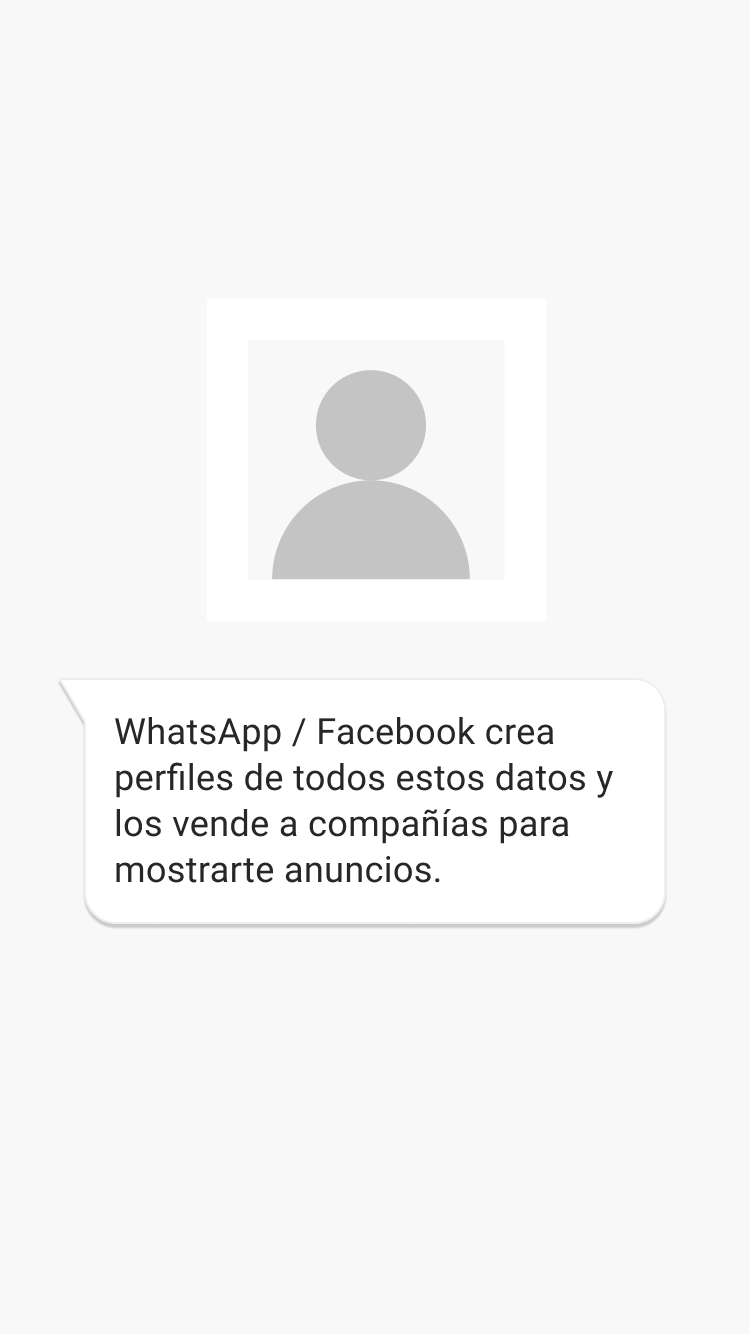 WhatsApp / Facebook crea
perfiles de todos estos datos y
los vende a compañías para
mostrarte anuncios.